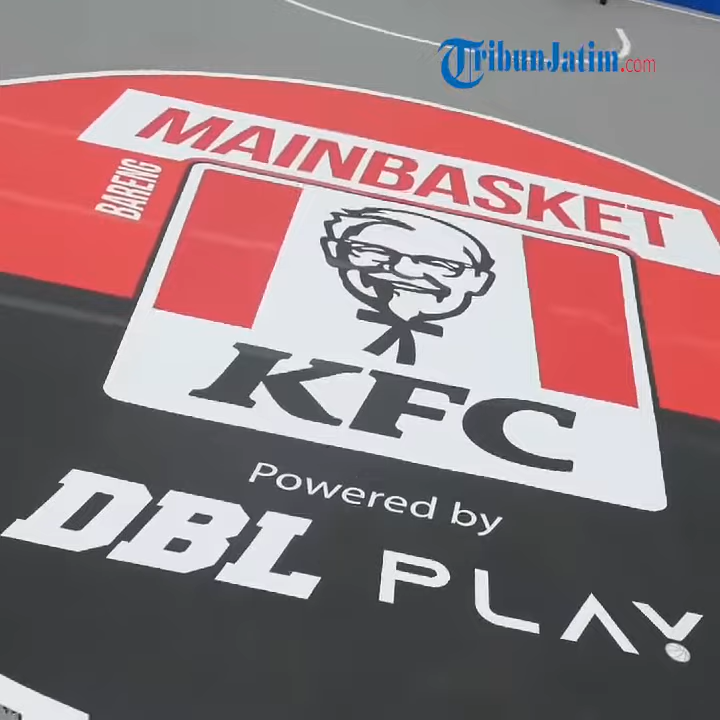 TribunJatim.com
MAINBASKET
BARENG
KFC
Powered by
DBL PLAY